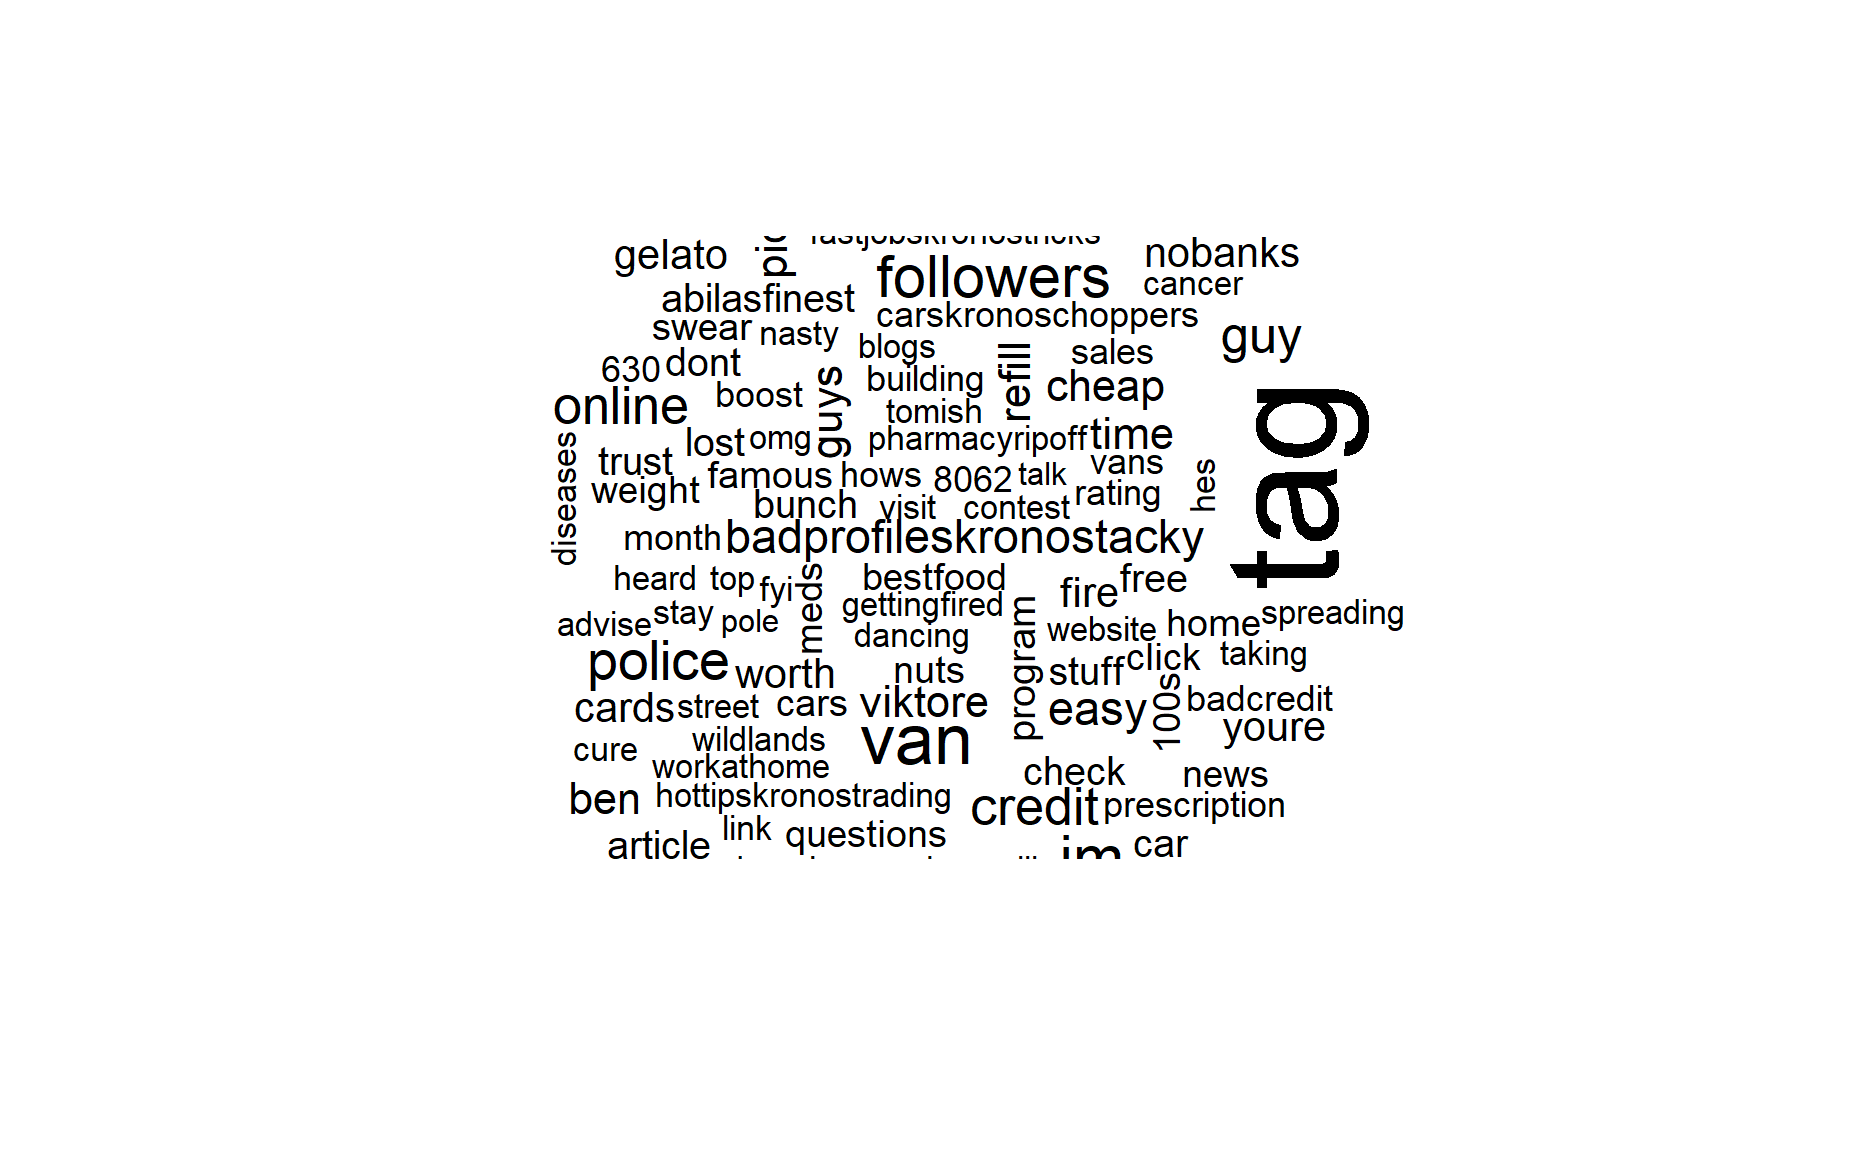 gelato
nobanks
followers
cancer
abilasfinest
carskronoschoppers
swear
nasty
guy
blogs
sales
630
dont
refill
building
cheap
boost
guys
online
tomish
tag
lost
omg
pharmacyripoff
time
diseases
trust
famous
hows
8062
talk
vans
hes
weight
bunch
visit
contest
rating
month
badprofileskronostacky
heard
top
fyi
meds
bestfood
fire
free
gettingfired
program
advise
stay
pole
dancing
website
home
spreading
police
worth
nuts
stuff
click
taking
cards
street
cars
viktore
easy
100s
badcredit
youre
cure
wildlands
van
workathome
check
news
ben
hottipskronostrading
credit
prescription
article
link
questions
im
car